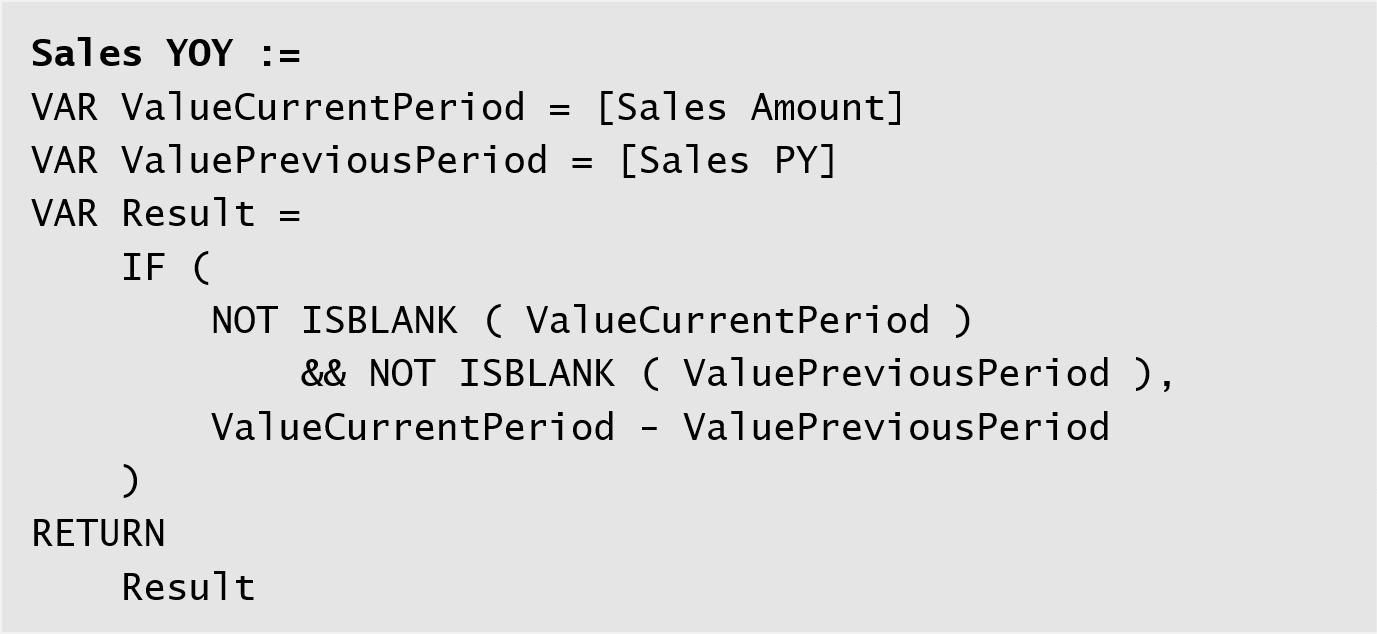 Sales YOY :=
VAR ValueCurrentPeriod = [Sales Amount]
VAR ValuePreviousPeriod = [Sales PY]
VAR Result =
    IF (
        NOT ISBLANK ( ValueCurrentPeriod )
            && NOT ISBLANK ( ValuePreviousPeriod ),
        ValueCurrentPeriod - ValuePreviousPeriod
    )
RETURN
    Result